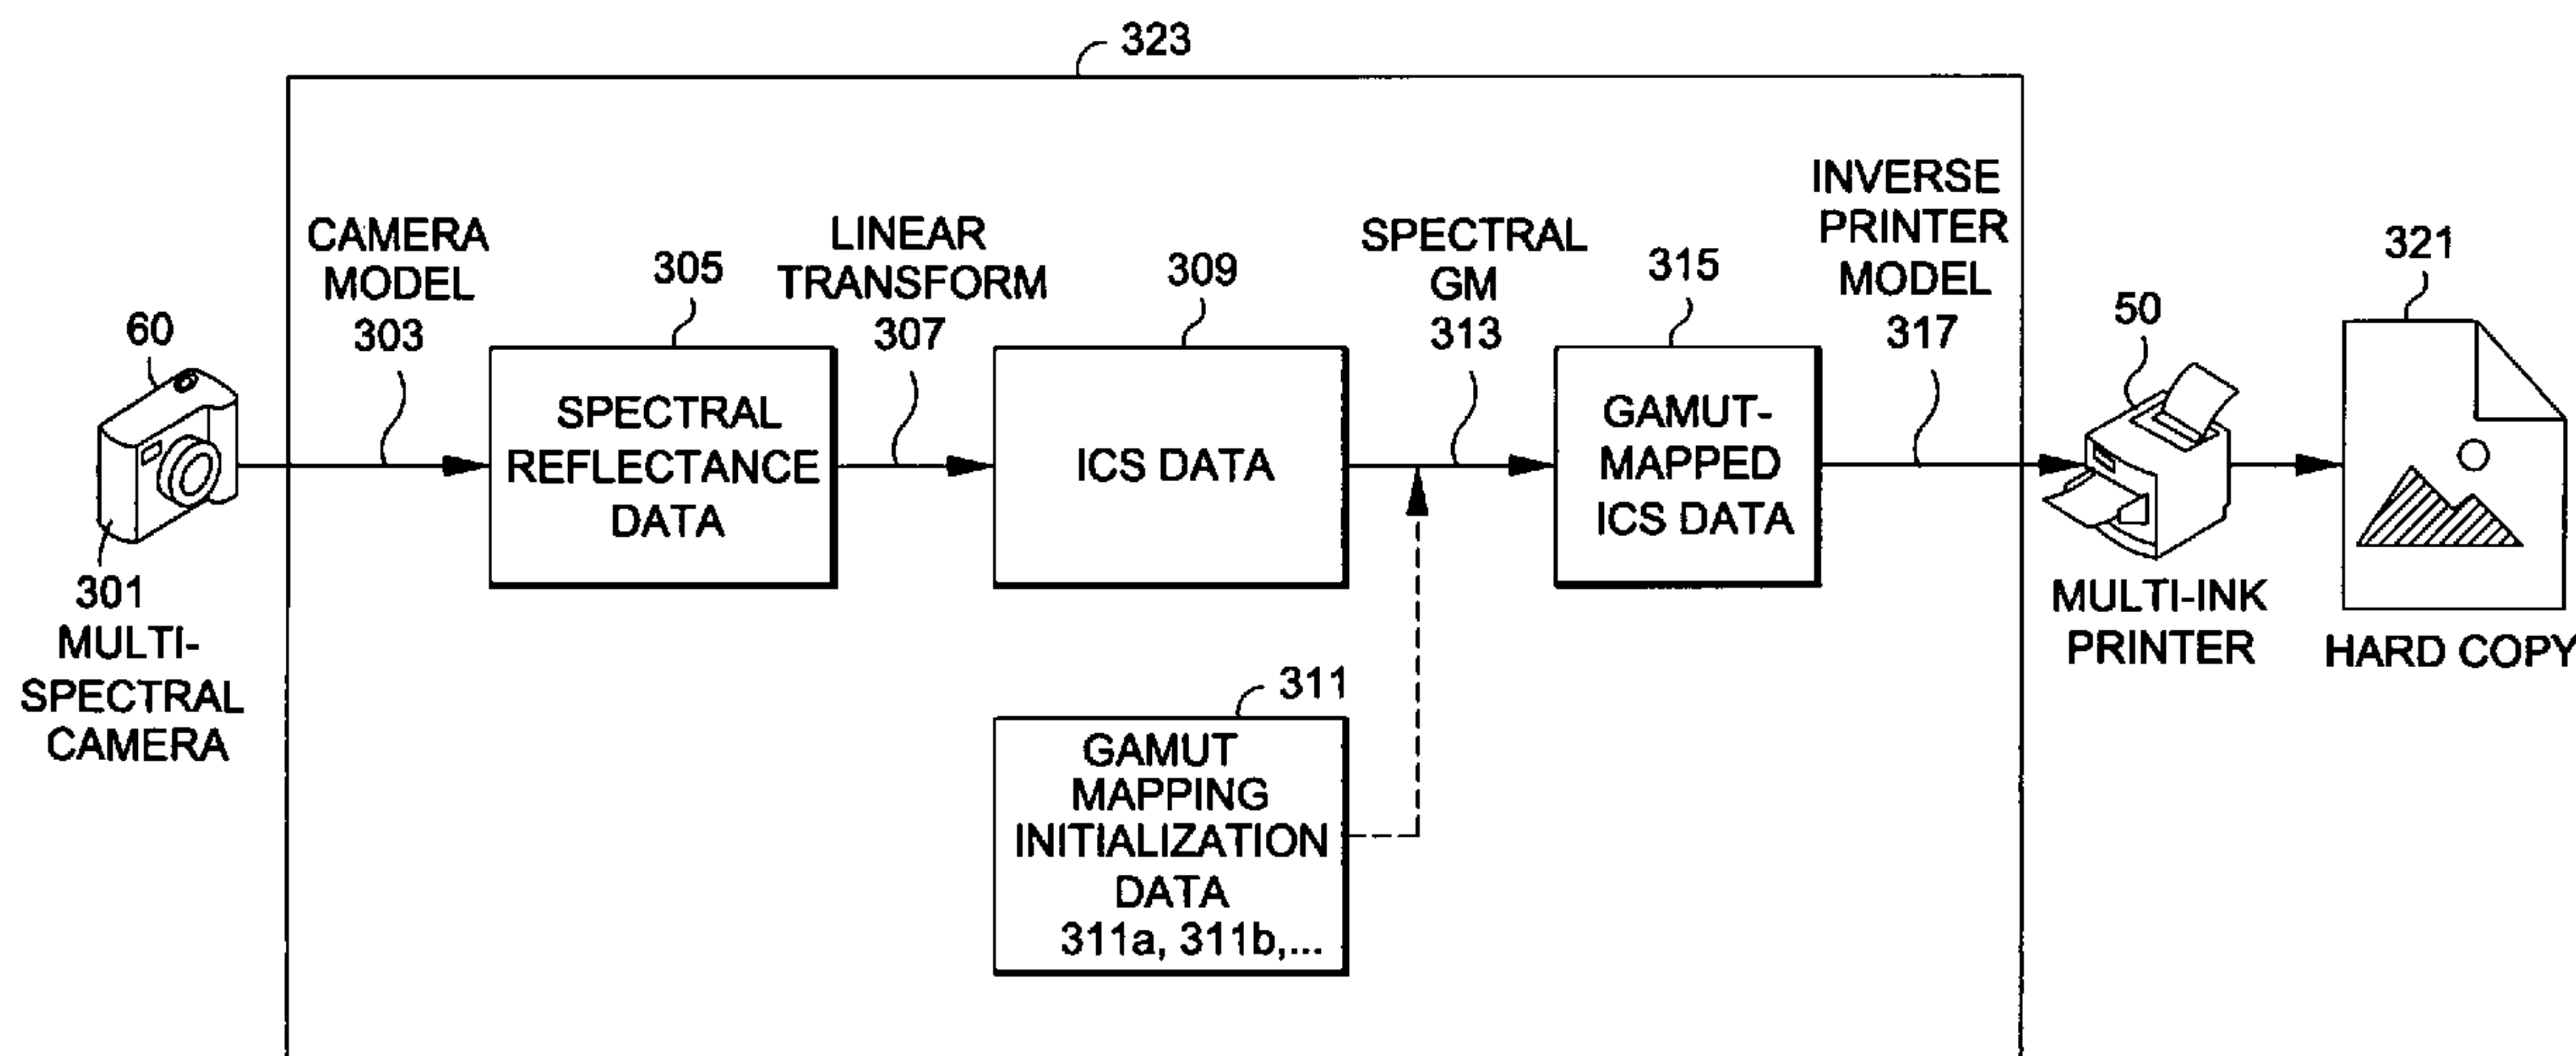 323
CAMERA
MODEL
303
305
LINEAR
TRANSFORM
307
309
SPECTRAL
GM
313
315
INVERSE
PRINTER
MODEL
317
321
60
50
SPECTRAL
REFLECTANCE
DATA
ICS DATA
GAMUT-
MAPPED
ICS DATA
301
MULTI-
SPECTRAL
CAMERA
MULTI-INK
PRINTER
HARD COPY
311
GAMUT
MAPPING
INITIALIZATION
DATA
311a, 311b,...